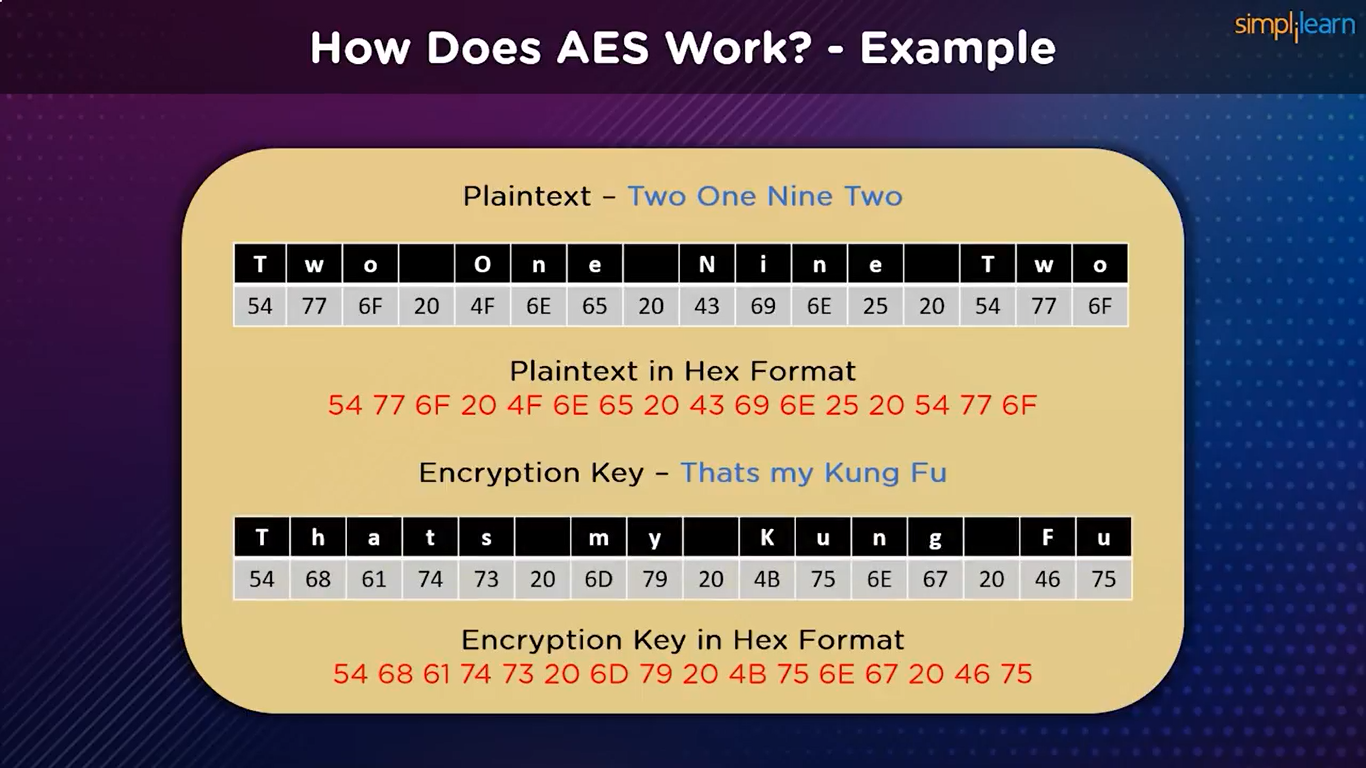 simplilearn
How Does AES Work? - Example
Plaintext – Two One Nine Two
T w o O n e N i n e T w o
54 77 6F 20 4F 6E 65 20 43 69 6E 25 20 54 77 6F
Plaintext in Hex Format
54 77 6F 20 4F 6E 65 20 43 69 6E 25 20 54 77 6F
Encryption Key – Thats my Kung Fu
T h a t s m y K u n g F u
54 68 61 74 73 20 6D 79 20 4B 75 6E 67 20 46 75
Encryption Key in Hex Format
54 68 61 74 73 20 6D 79 20 4B 75 6E 67 20 46 75